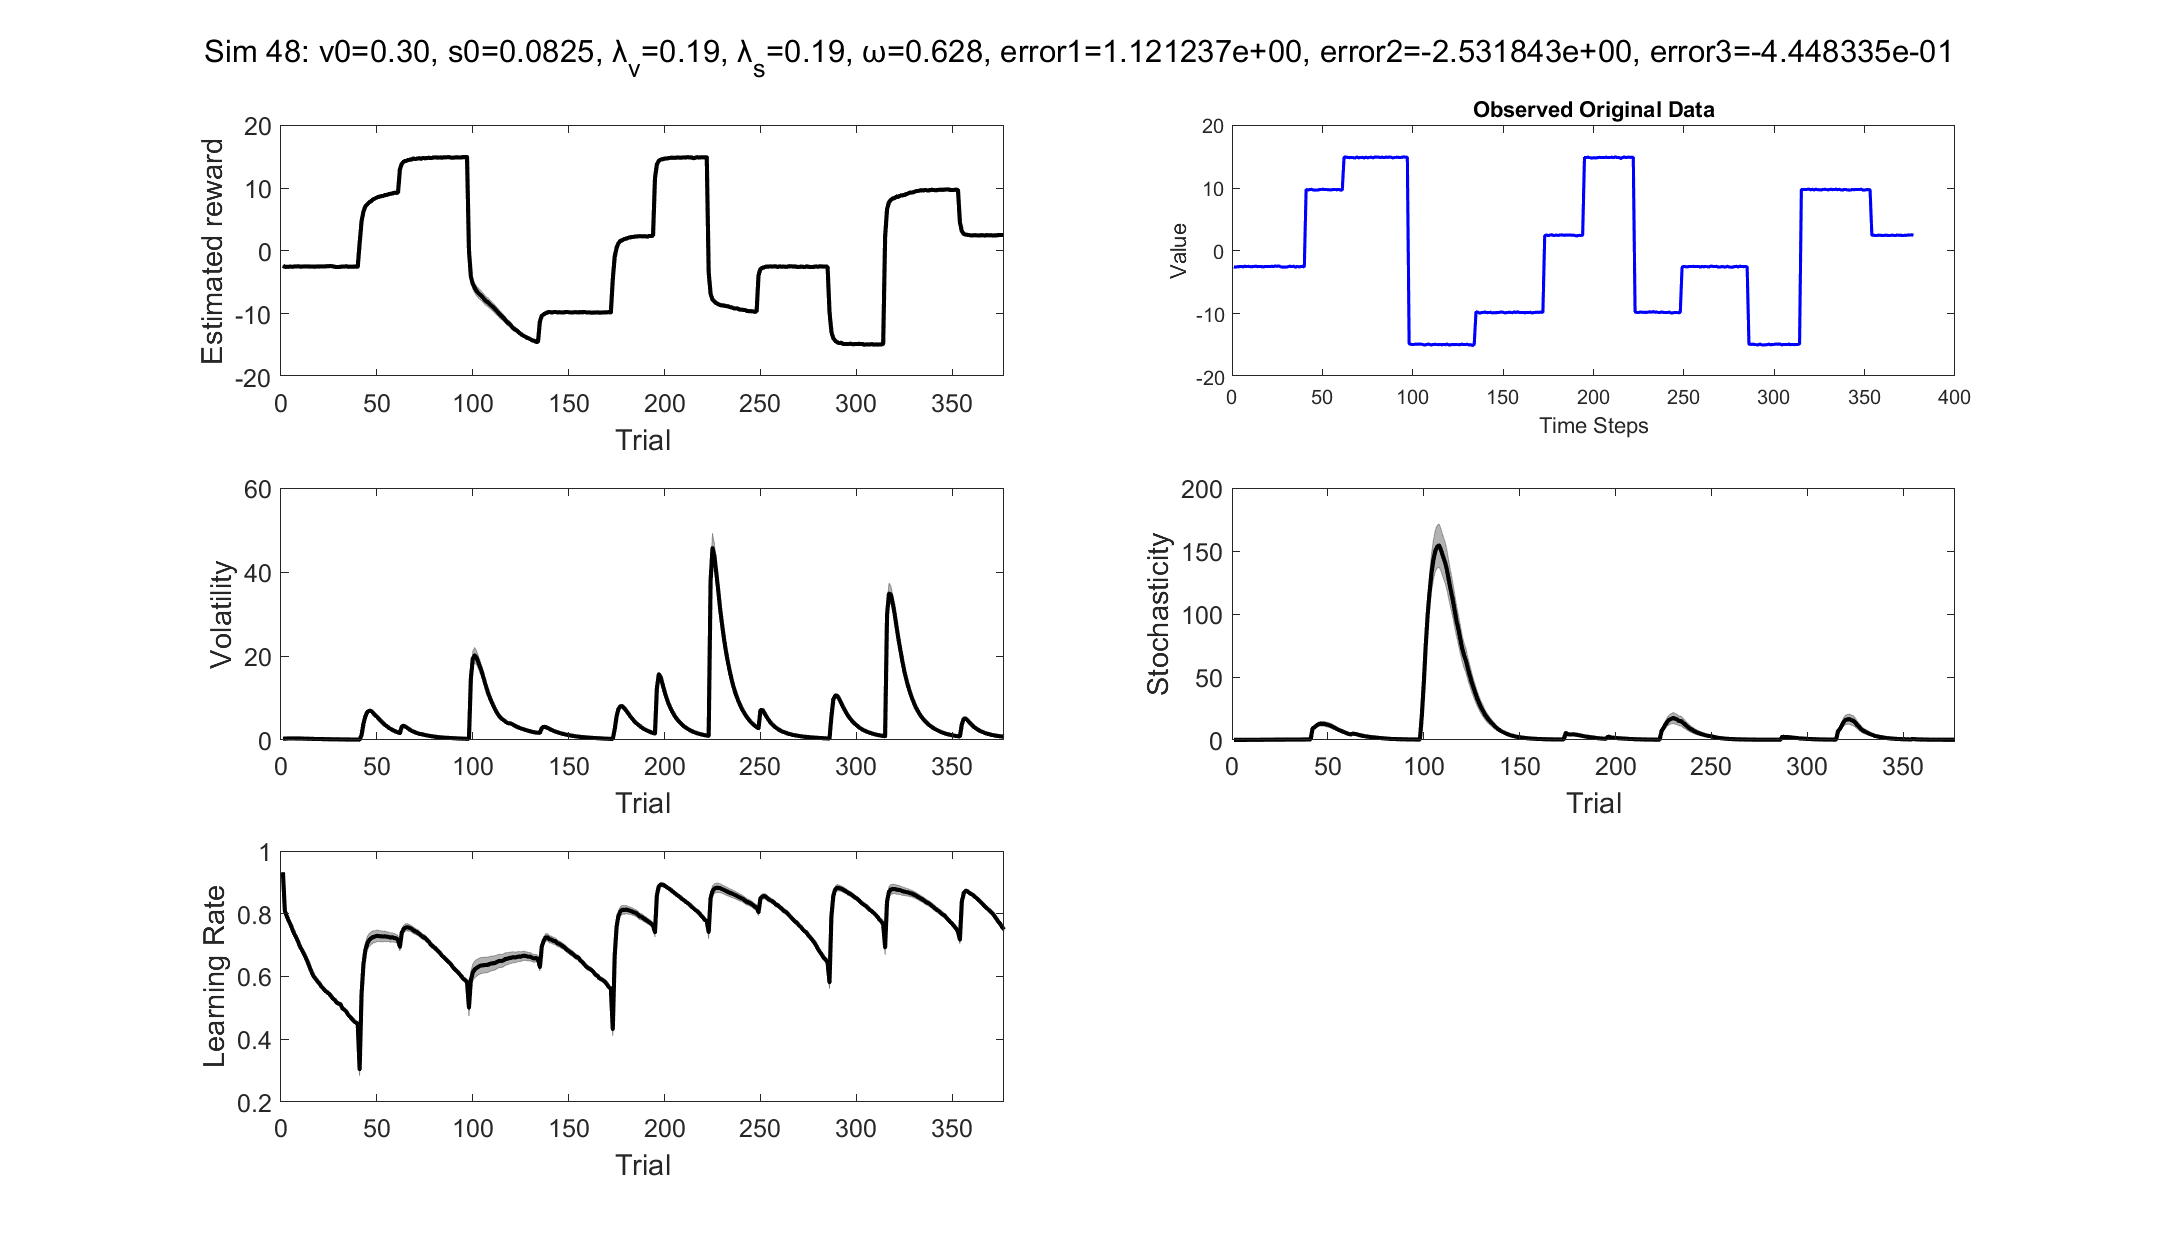 Sim 48: v0=0.30, s0=0.0825, λv=0.19, λs=0.19, ω=0.628, error1=1.121237e+00, error2=-2.531843e+00, error3=-4.448335e-01
Estimated reward
20
10
0
-10
-20
0 50 100 150 200 250 300 350
Trial
Observed Original Data
Value
20
10
0
-10
-20
0 50 100 150 200 250 300 350 400
Time Steps
Volatility
60
40
20
0
0 50 100 150 200 250 300 350
Trial
Stochasticity
200
150
100
50
0
0 50 100 150 200 250 300 350
Trial
Learning Rate
1
0.8
0.6
0.4
0.2
0 50 100 150 200 250 300 350
Trial